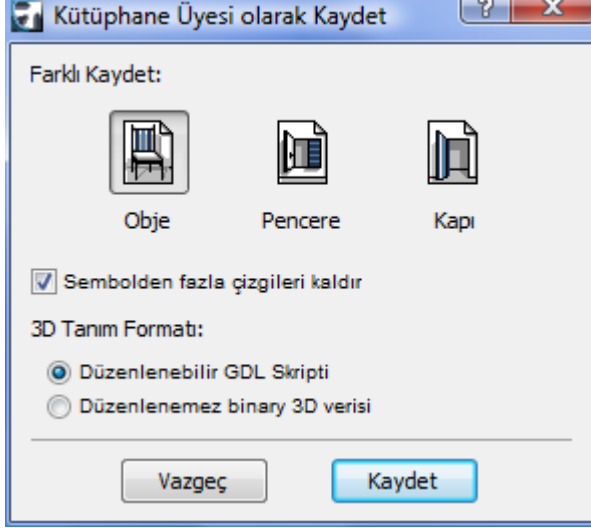 Kütüphane Üyesi olarak Kaydet
Farklı Kaydet:
Obje Pencere Kapı
Sembolden fazla çizgileri kaldır
3D Tanım Formatı:
Düzenlenebilir GDL Skripti
Düzenlenemez binary 3D verisi
Vazgeç Kaydet